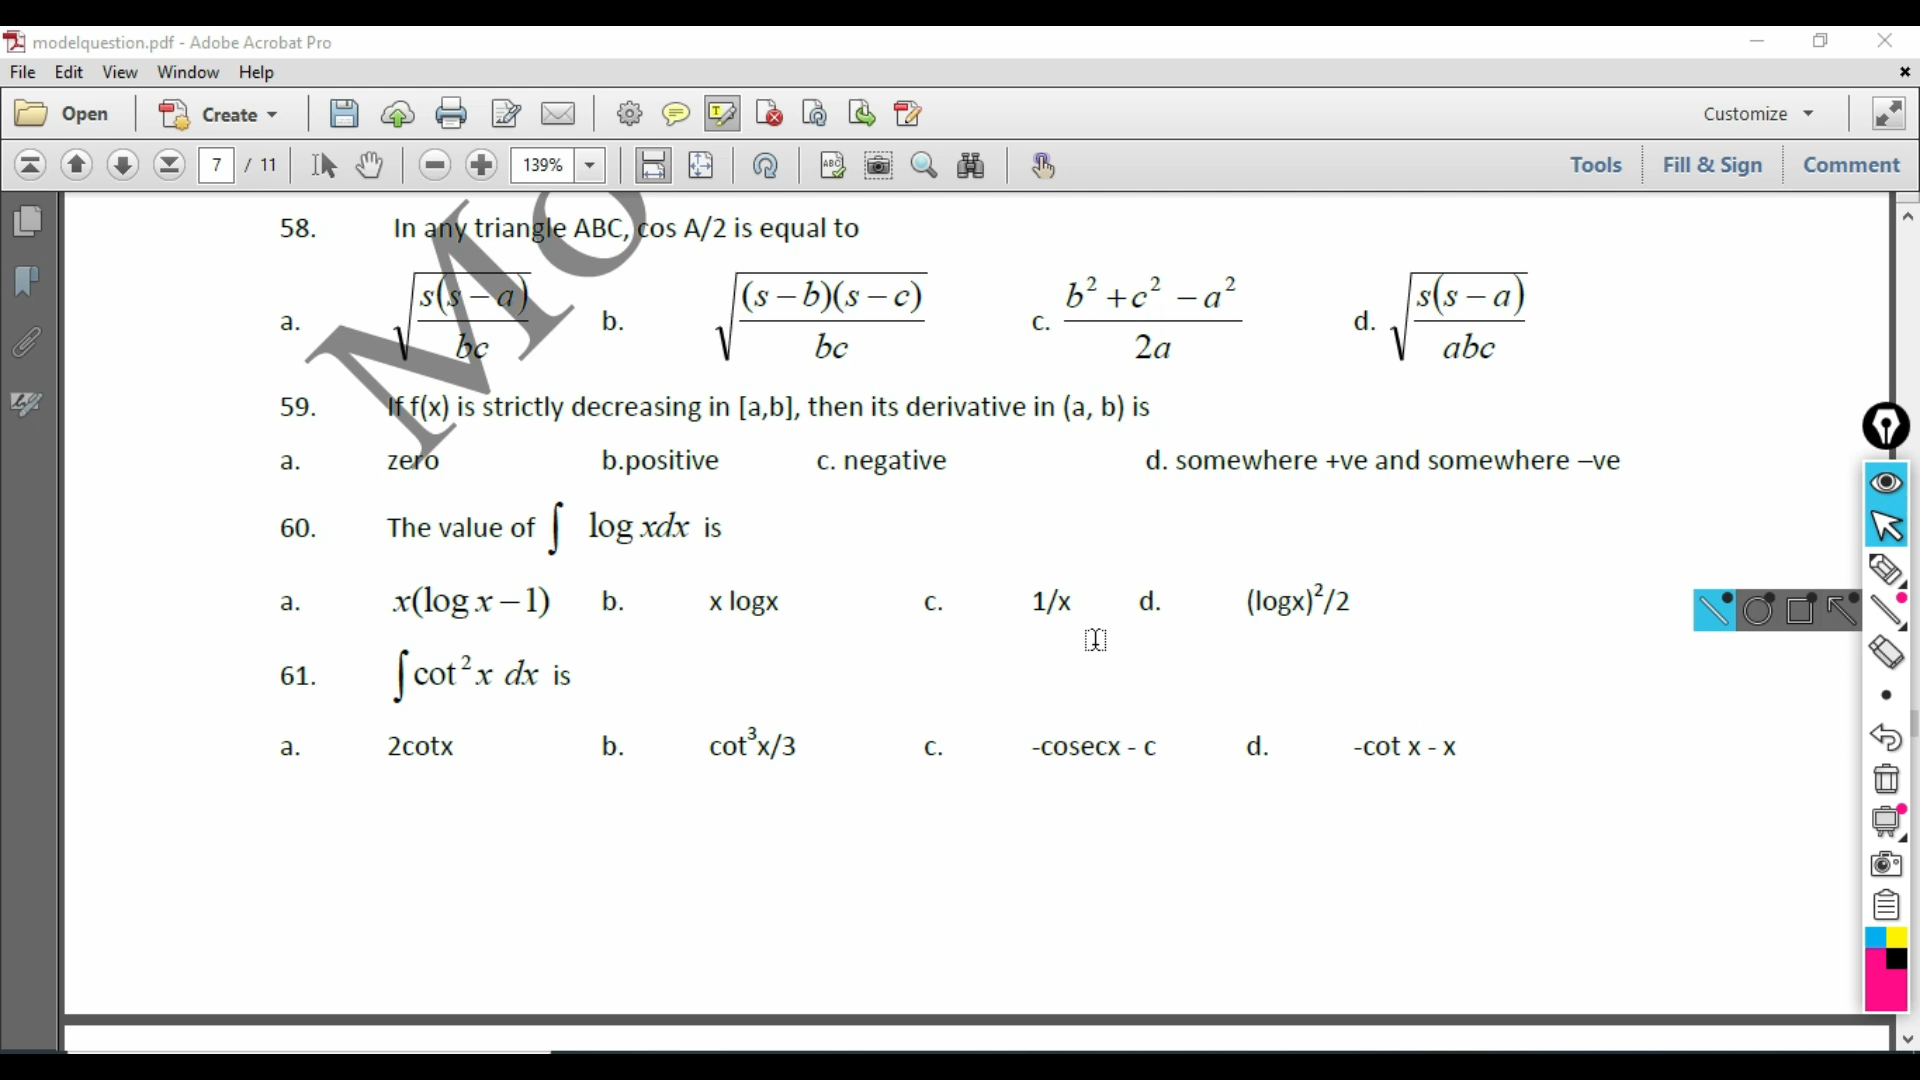 modelquestion.pdf - Adobe Acrobat Pro
File Edit View Window Help
Open Create Customize
7 / 11 139% Tools Fill & Sign Comment
Mo
58. In any triangle ABC, cos A/2 is equal to
a. √(s(s−a)/bc) b. √((s−b)(s−c)/bc) c. (b²+c²−a²)/2a d. √(s(s−a)/abc)
59. If f(x) is strictly decreasing in [a,b], then its derivative in (a, b) is
a. zero b.positive c. negative d. somewhere +ve and somewhere –ve
60. The value of ∫ log xdx is
a. x(log x−1) b. x logx c. 1/x d. (logx)²/2
61. ∫cot²x dx is
a. 2cotx b. cot³x/3 c. -cosecx - c d. -cot x - x